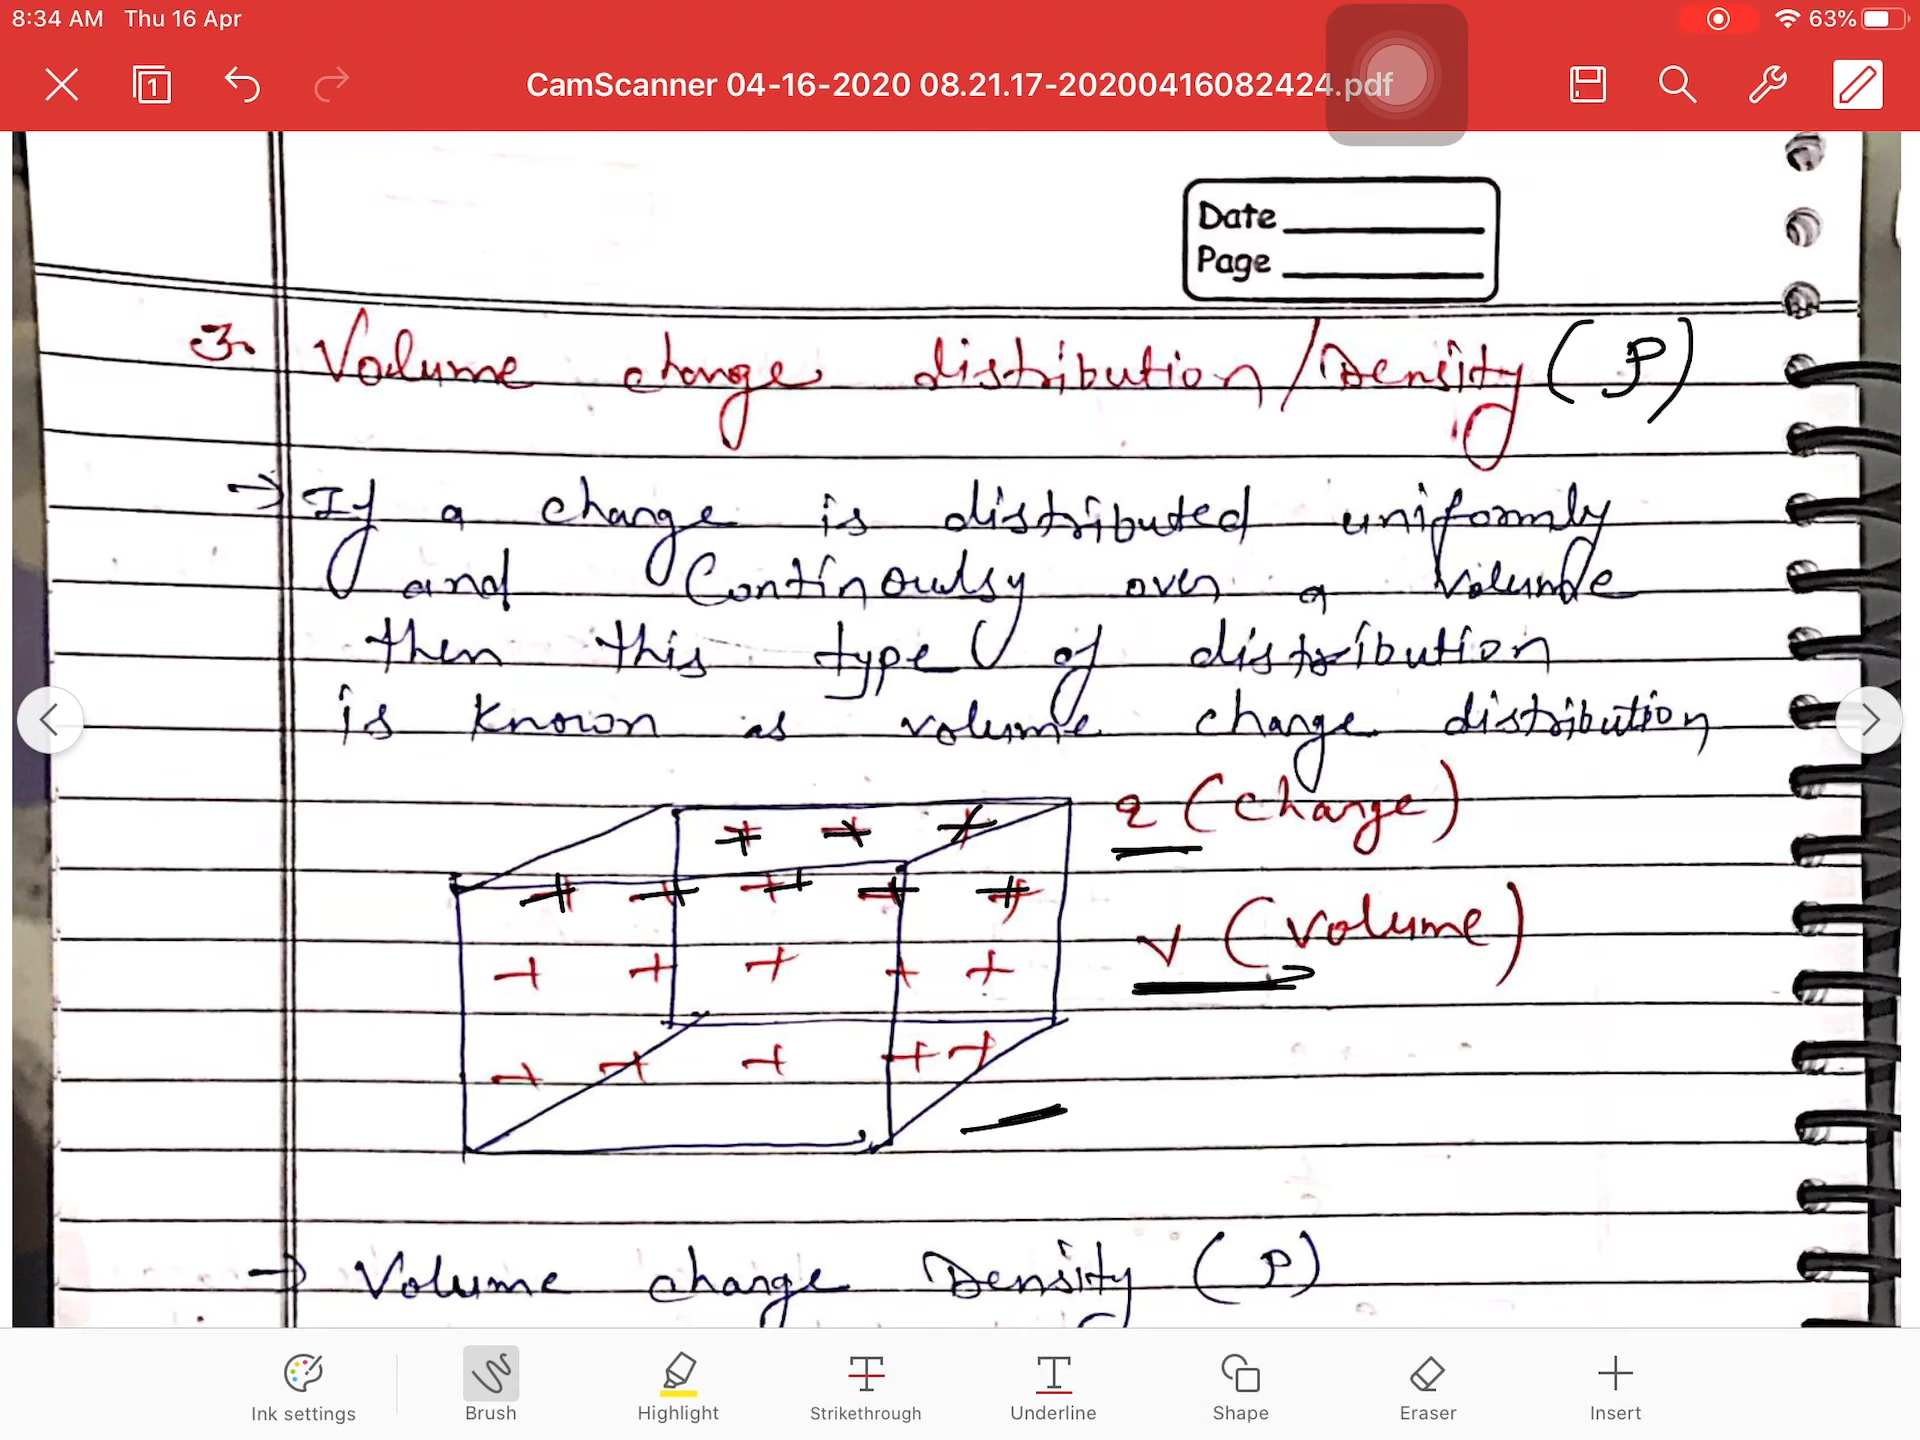 8:34 AM Thu 16 Apr
63%
1
CamScanner 04-16-2020 08.21.17-20200416082424.pdf
Date
Page
3. Volume charge distribution/Density (ρ)
→ If a charge is distributed uniformly
and Continoulsy over a volume
then this type of distribution
is known as volume charge distribution
q (charge)
v (volume)
→ Volume charge Density (ρ)
Ink settings Brush Highlight Strikethrough Underline Shape Eraser Insert